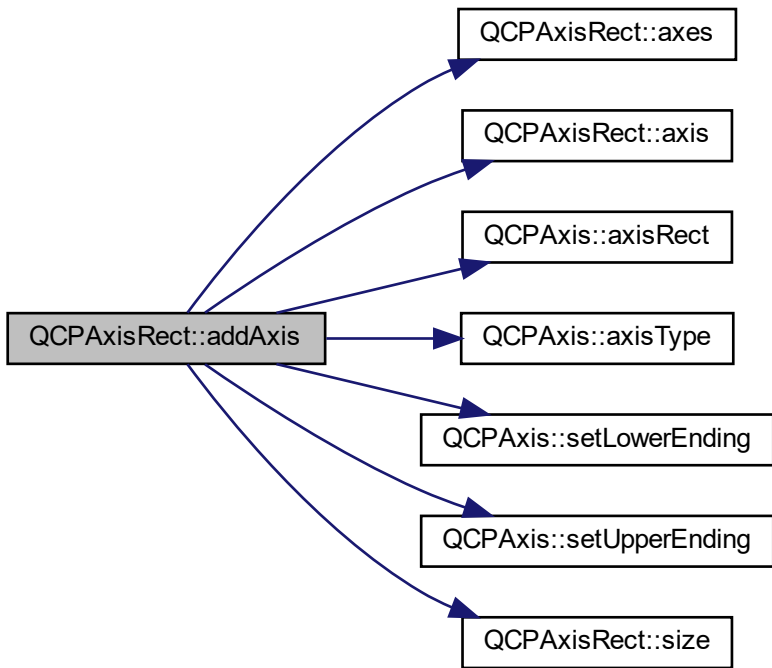 QCPAxisRect::axes
QCPAxisRect::axis
QCPAxis::axisRect
QCPAxisRect::addAxis
QCPAxis::axisType
QCPAxis::setLowerEnding
QCPAxis::setUpperEnding
QCPAxisRect::size